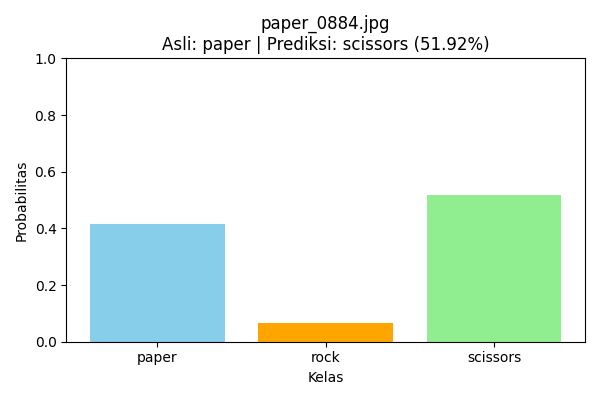 paper_0884.jpg
Asli: paper | Prediksi: scissors (51.92%)
1.0
0.8
0.6
0.4
0.2
0.0
Probabilitas
paper rock scissors
Kelas